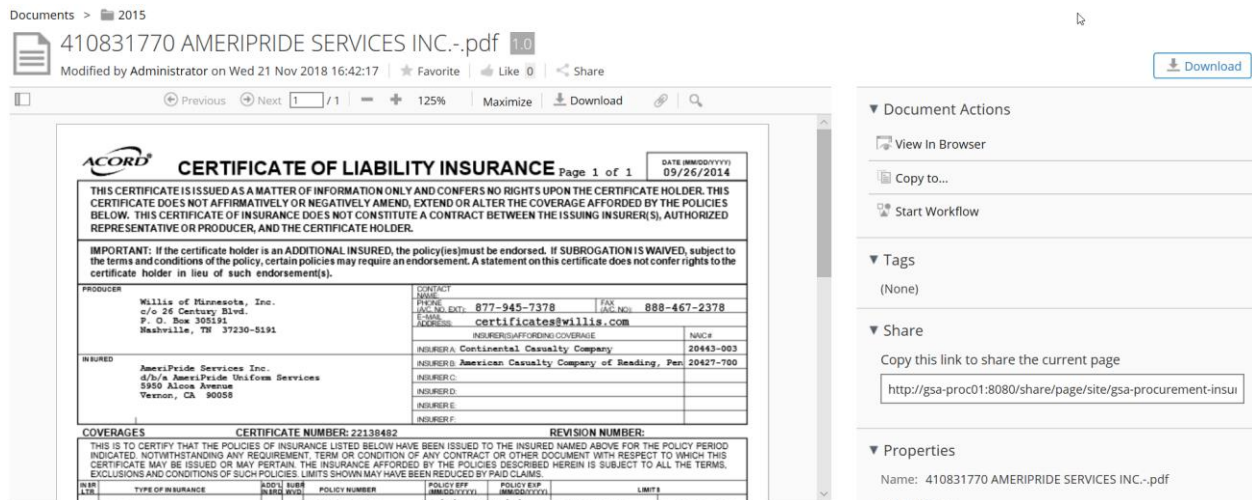 Documents > 2015
410831770 AMERIPRIDE SERVICES INC.-.pdf 1.0
Modified by Administrator on Wed 21 Nov 2018 16:42:17 Favorite Like 0 Share
Download
Previous Next 1 / 1 125% Maximize Download
ACORD® CERTIFICATE OF LIABILITY INSURANCE Page 1 of 1
DATE (MM/DD/YYYY)
09/26/2014
THIS CERTIFICATE IS ISSUED AS A MATTER OF INFORMATION ONLY AND CONFERS NO RIGHTS UPON THE CERTIFICATE HOLDER. THIS
CERTIFICATE DOES NOT AFFIRMATIVELY OR NEGATIVELY AMEND, EXTEND OR ALTER THE COVERAGE AFFORDED BY THE POLICIES
BELOW. THIS CERTIFICATE OF INSURANCE DOES NOT CONSTITUTE A CONTRACT BETWEEN THE ISSUING INSURER(S), AUTHORIZED
REPRESENTATIVE OR PRODUCER, AND THE CERTIFICATE HOLDER.
IMPORTANT: If the certificate holder is an ADDITIONAL INSURED, the policy(ies)must be endorsed. If SUBROGATION IS WAIVED, subject to
the terms and conditions of the policy, certain policies may require an endorsement. A statement on this certificate does not confer rights to the
certificate holder in lieu of such endorsement(s).
PRODUCER
Willis of Minnesota, Inc.
c/o 26 Century Blvd.
P. O. Box 305191
Nashville, TN 37230-5191
CONTACT
NAME:
PHONE
(A/C, NO, EXT): 877-945-7378
FAX
(A/C, NO): 888-467-2378
E-MAIL
ADDRESS: certificates@willis.com
INSURER(S)AFFORDING COVERAGE NAIC#
INSURER A: Continental Casualty Company 20443-003
INSURED
AmeriPride Services Inc.
d/b/a AmeriPride Uniform Services
5950 Alcoa Avenue
Vernon, CA 90058
INSURER B: American Casualty Company of Reading, Pen 20427-700
INSURER C:
INSURER D:
INSURER E:
INSURER F:
COVERAGES CERTIFICATE NUMBER: 22138482 REVISION NUMBER:
THIS IS TO CERTIFY THAT THE POLICIES OF INSURANCE LISTED BELOW HAVE BEEN ISSUED TO THE INSURED NAMED ABOVE FOR THE POLICY PERIOD
INDICATED. NOTWITHSTANDING ANY REQUIREMENT, TERM OR CONDITION OF ANY CONTRACT OR OTHER DOCUMENT WITH RESPECT TO WHICH THIS
CERTIFICATE MAY BE ISSUED OR MAY PERTAIN. THE INSURANCE AFFORDED BY THE POLICIES DESCRIBED HEREIN IS SUBJECT TO ALL THE TERMS,
EXCLUSIONS AND CONDITIONS OF SUCH POLICIES. LIMITS SHOWN MAY HAVE BEEN REDUCED BY PAID CLAIMS.
INSR
LTR TYPE OF INSURANCE ADD'L
INSRD SUBR
WVD POLICY NUMBER POLICY EFF
(MM/DD/YYYY) POLICY EXP
(MM/DD/YYYY) LIMITS
Document Actions
View In Browser
Copy to...
Start Workflow
Tags
(None)
Share
Copy this link to share the current page
http://gsa-proc01:8080/share/page/site/gsa-procurement-insu
Properties
Name: 410831770 AMERIPRIDE SERVICES INC.-.pdf